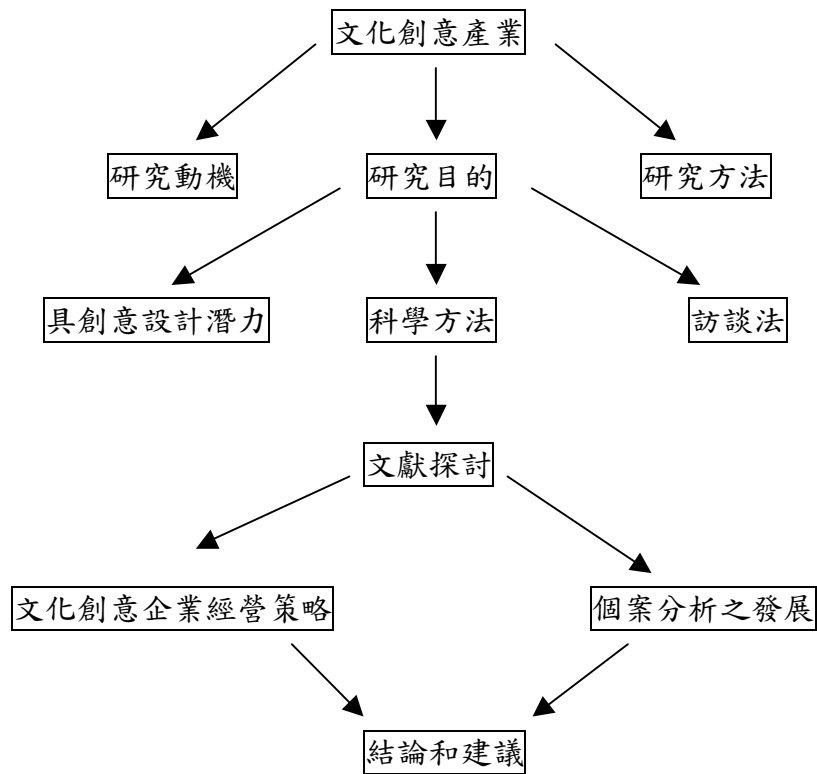 文化創意產業
研究動機
研究目的
研究方法
具創意設計潛力
科學方法
訪談法
文獻探討
文化創意企業經營策略
個案分析之發展
結論和建議